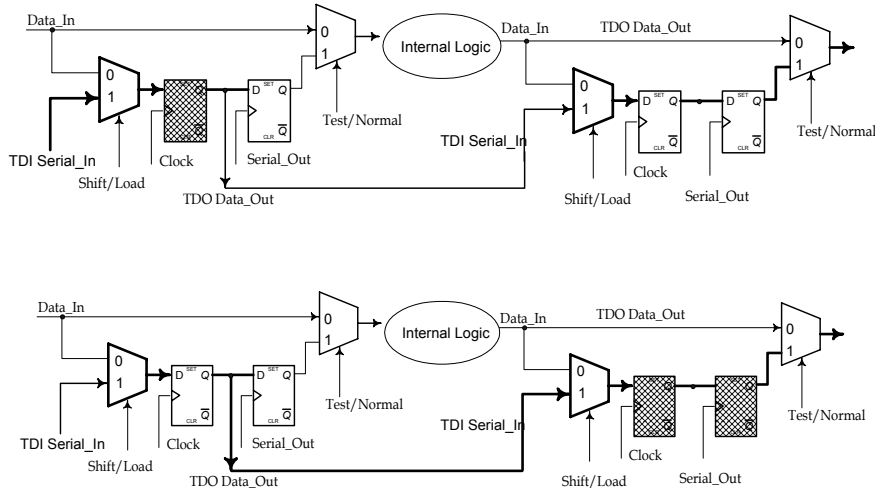 Data_In
0
1
Internal Logic
Data_In
TDO Data_Out
0
1
0
1
SET
D Q
Q
CLR
SET
D Q
Q
CLR
Test/Normal
0
1
SET
D Q
Q
CLR
SET
D Q
Q
CLR
Test/Normal
TDI Serial_In
Clock
Serial_Out
Shift/Load
TDO Data_Out
TDI Serial_In
Clock
Shift/Load
Serial_Out
Data_In
0
1
Internal Logic
Data_In
TDO Data_Out
0
1
0
1
SET
D Q
Q
CLR
SET
D Q
Q
CLR
Test/Normal
0
1
SET
D Q
Q
CLR
SET
D Q
Q
CLR
Test/Normal
TDI Serial_In
Clock
Serial_Out
Shift/Load
TDO Data_Out
TDI Serial_In
Clock
Shift/Load
Serial_Out